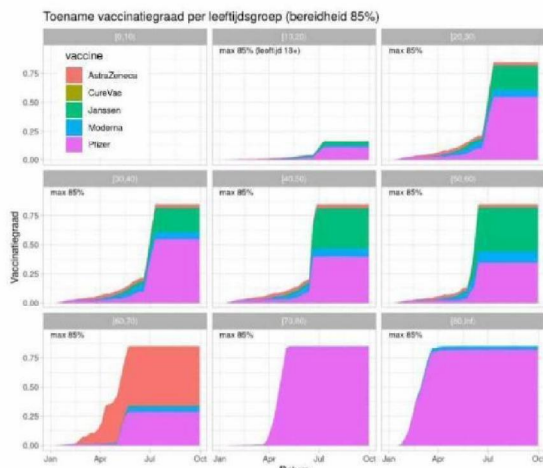 Toename vaccinatiegraad per leeftijdsgroep (bereidheid 85%)
[0,10)
[10,20)
[20,30)
vaccine
AstraZeneca
CureVac
Janssen
Moderna
Pfizer
max 85% (leeftijd 18+)
max 85%
0.75
0.50
0.25
0.00
[30,40)
[40,50)
[50,60)
max 85%
max 85%
max 85%
0.75
0.50
0.25
0.00
Vaccinatiegraad
[60,70)
[70,80)
[80,Inf)
max 85%
max 85%
max 85%
0.75
0.50
0.25
0.00
Jan Apr Jul Oct
Jan Apr Jul Oct
Jan Apr Jul Oct